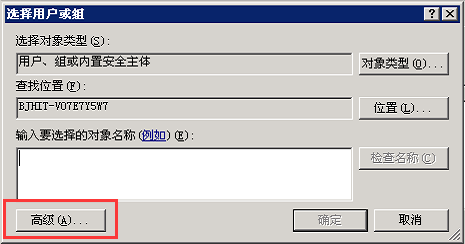 选择用户或组
选择对象类型(S):
用户、组或内置安全主体
对象类型(O)...
查找位置(F):
BJHIT-VO7E7Y5W7
位置(L)...
输入要选择的对象名称(例如)(E):
检查名称(C)
高级(A)...
确定
取消